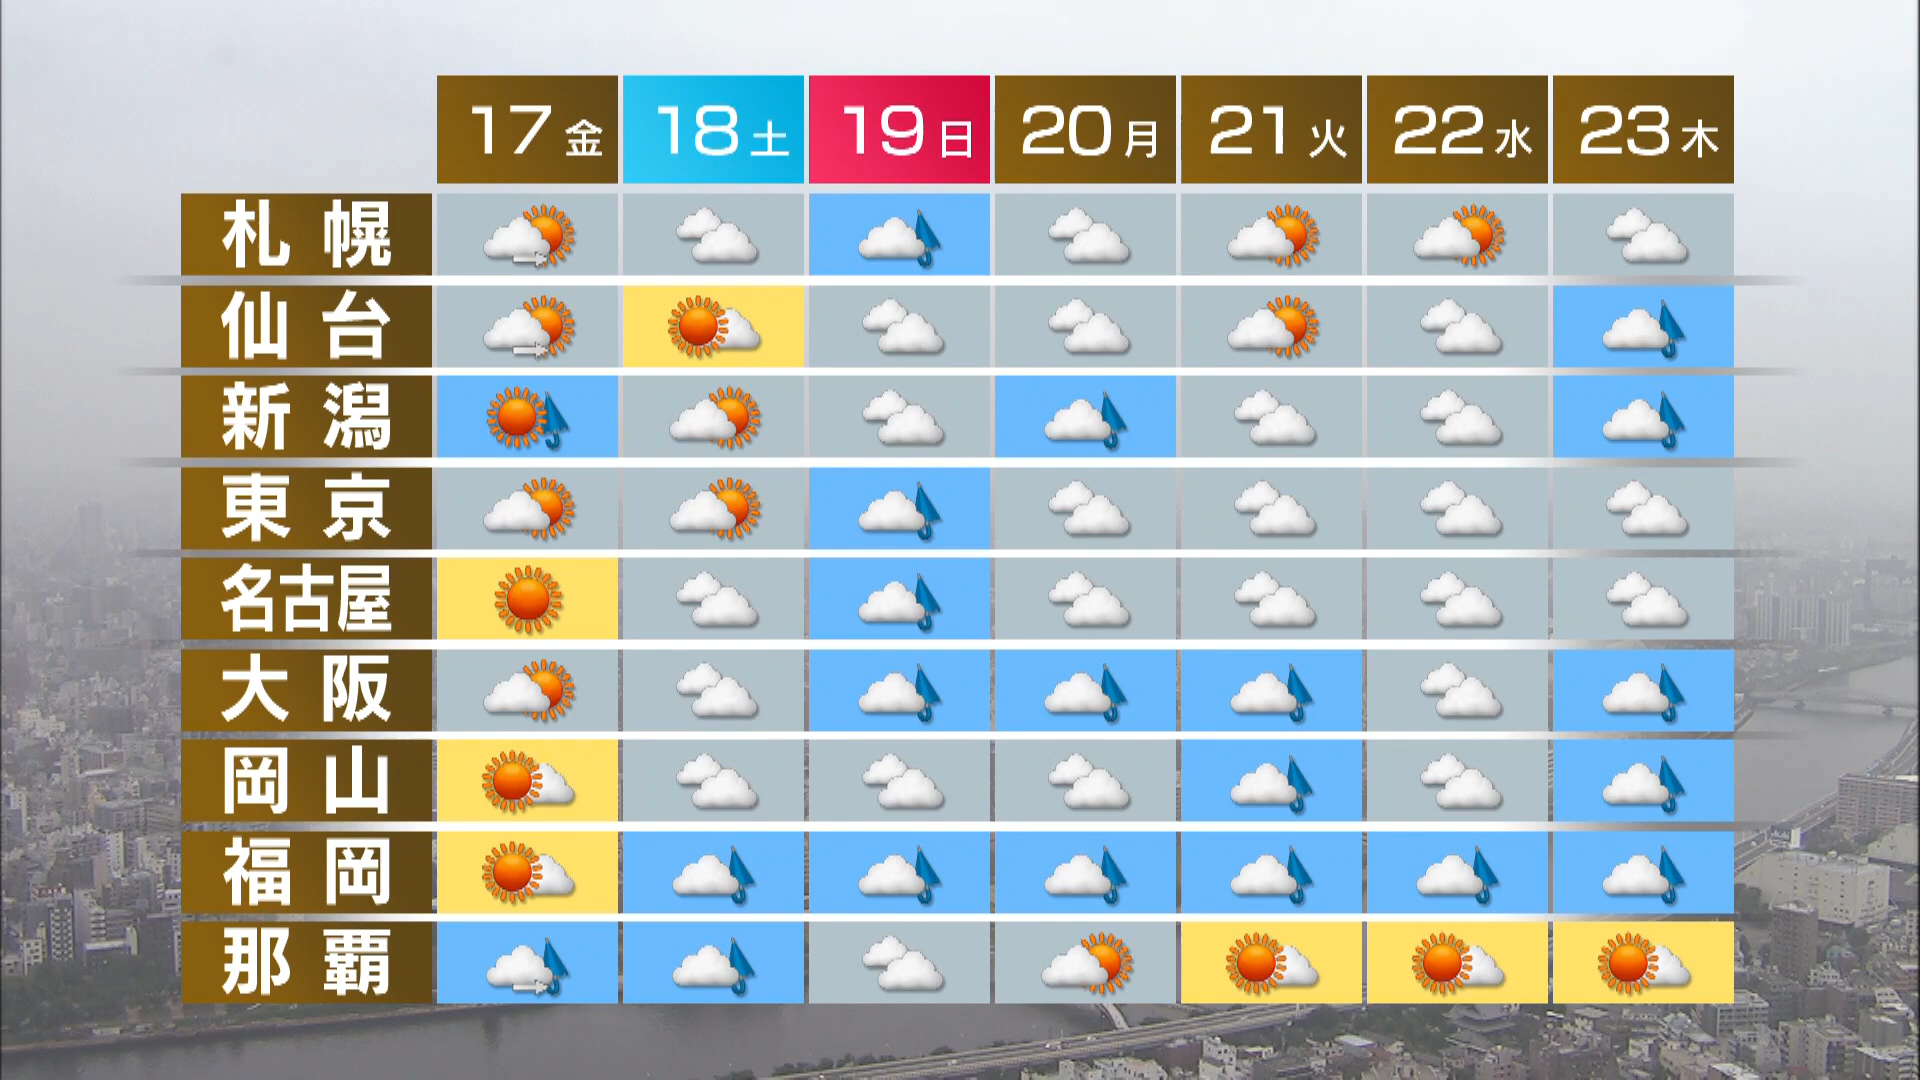 17金 18土 19日 20月 21火 22水 23木
札幌
仙台
新潟
東京
名古屋
大阪
岡山
福岡
那覇